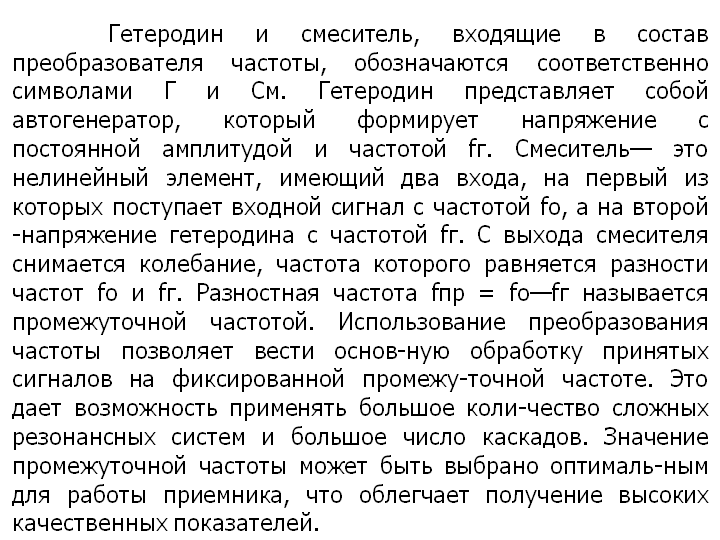 Гетеродин и смеситель, входящие в состав
преобразователя частоты, обозначаются соответственно
символами Г и См. Гетеродин представляет собой
автогенератор, который формирует напряжение с
постоянной амплитудой и частотой fг. Смеситель— это
нелинейный элемент, имеющий два входа, на первый из
которых поступает входной сигнал с частотой fо, а на второй
-напряжение гетеродина с частотой fг. С выхода смесителя
снимается колебание, частота которого равняется разности
частот fо и fг. Разностная частота fпр = fо—fг называется
промежуточной частотой. Использование преобразования
частоты позволяет вести основ-ную обработку принятых
сигналов на фиксированной промежу-точной частоте. Это
дает возможность применять большое коли-чество сложных
резонансных систем и большое число каскадов. Значение
промежуточной частоты может быть выбрано оптималь-ным
для работы приемника, что облегчает получение высоких
качественных показателей.